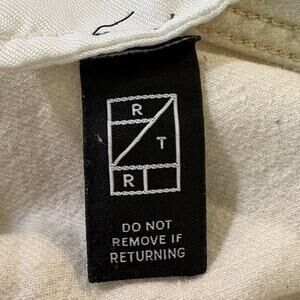 R
T
R
DO NOT
REMOVE IF
RETURNING